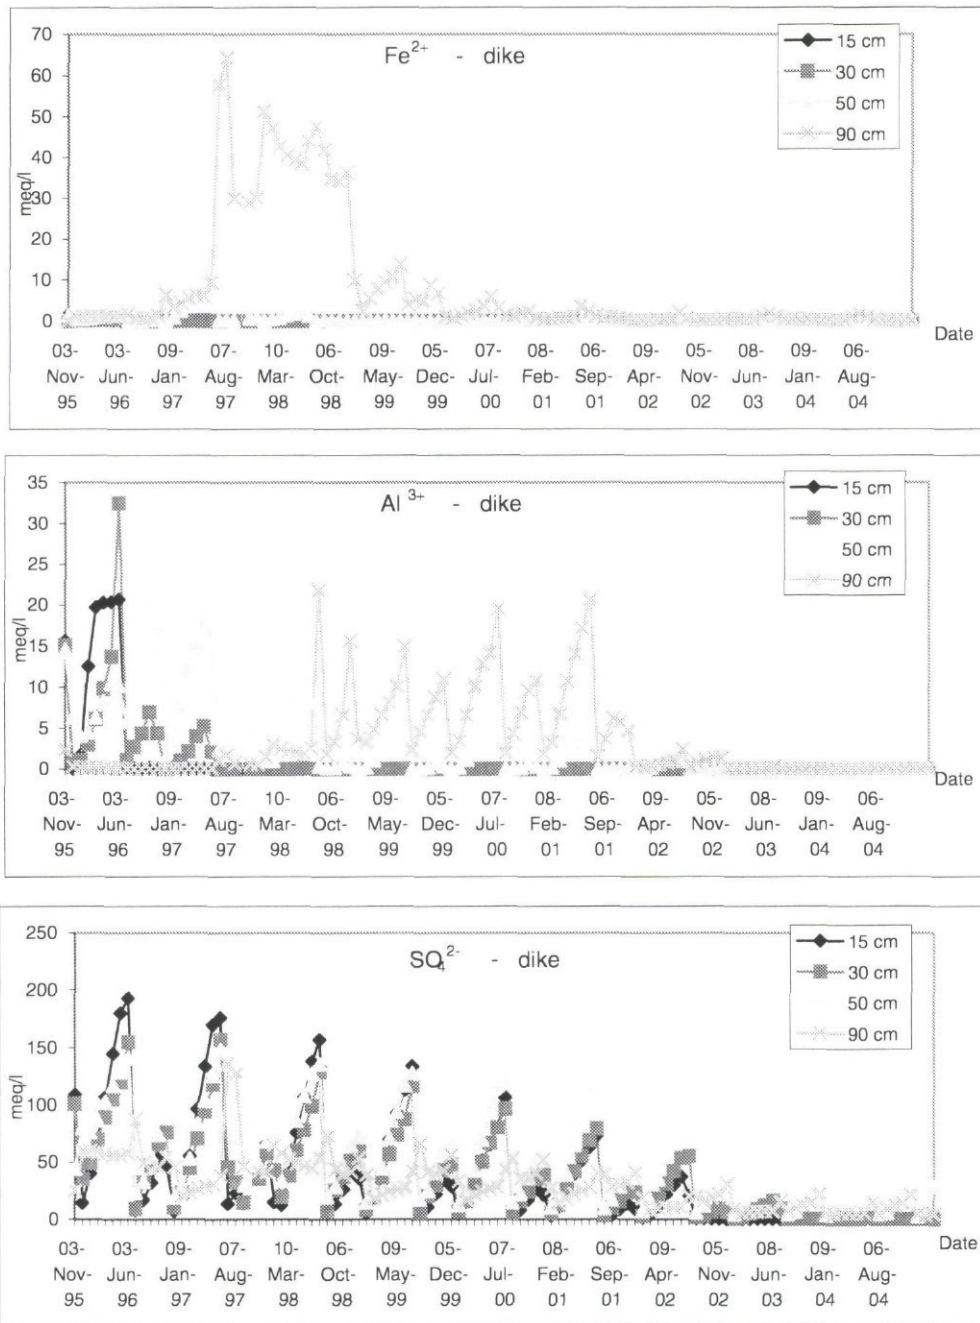 Fe2+ - dike
15 cm
30 cm
50 cm
90 cm
meq/l
70
60
50
40
30
20
10
0
Date
03- 03- 09- 07- 10- 06- 09- 05- 07- 08- 06- 09- 05- 08- 09- 06-
Nov- Jun- Jan- Aug- Mar- Oct- May- Dec- Jul- Feb- Sep- Apr- Nov- Jun- Jan- Aug-
95 96 97 97 98 98 99 99 00 01 01 02 02 03 04 04
Al 3+ - dike
15 cm
30 cm
50 cm
90 cm
meq/l
35
30
25
20
15
10
5
0
Date
03- 03- 09- 07- 10- 06- 09- 05- 07- 08- 06- 09- 05- 08- 09- 06-
Nov- Jun- Jan- Aug- Mar- Oct- May- Dec- Jul- Feb- Sep- Apr- Nov- Jun- Jan- Aug-
95 96 97 97 98 98 99 99 00 01 01 02 02 03 04 04
SO42- - dike
15 cm
30 cm
50 cm
90 cm
meq/l
250
200
150
100
50
0
Date
03- 03- 09- 07- 10- 06- 09- 05- 07- 08- 06- 09- 05- 08- 09- 06-
Nov- Jun- Jan- Aug- Mar- Oct- May- Dec- Jul- Feb- Sep- Apr- Nov- Jun- Jan- Aug-
95 96 97 97 98 98 99 99 00 01 01 02 02 03 04 04